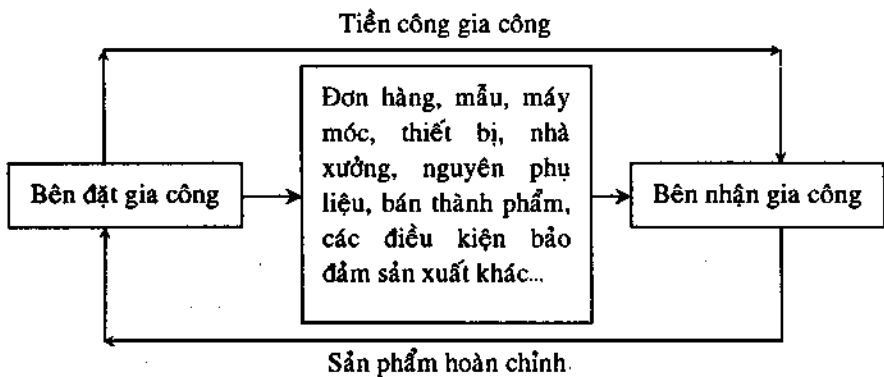 Tiền công gia công
Đơn hàng, mẫu, máy
móc, thiết bị, nhà
xưởng, nguyên phụ
liệu, bán thành phẩm,
các điều kiện bảo
đảm sản xuất khác...
Bên đặt gia công
Bên nhận gia công
Sản phẩm hoàn chỉnh